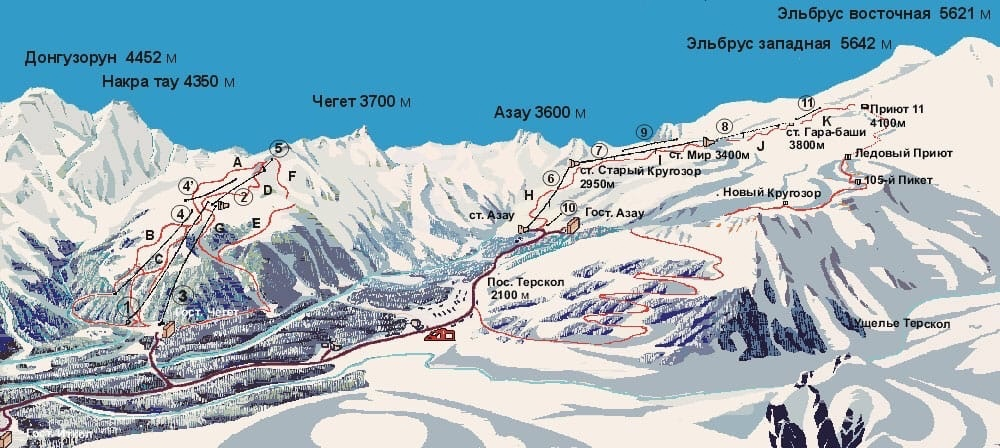 Эльбрус восточная 5621 м
Эльбрус западная 5642 м
Донгузорун 4452 м
Накра тау 4350 м
Чегет 3700 м
Азау 3600 м
11
Приют 11
4100м
K
9
8
ст. Гара-баши
3800м
5'
7
J
A
I
ст. Мир 3400м
Ледовый Приют
F
6
ст. Старый Кругозор
2950м
4'
D
105-й Пикет
H
2
Новый Кругозор
4
10
Гост. Азау
ст. Азау
G
E
B
C
Пос. Терскол
2100 м
3
1
Гост. Чегет
Ущелье Терскол